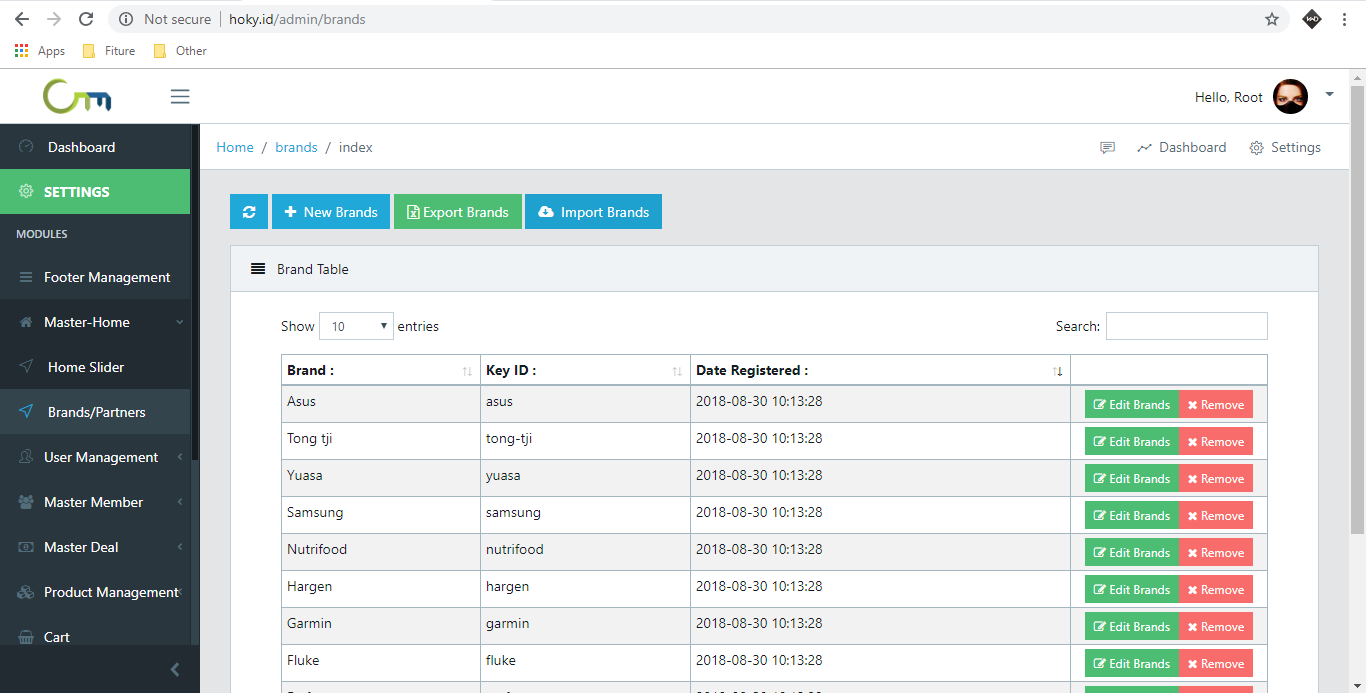 Not secure | hoky.id/admin/brands
Apps Fiture Other
Hello, Root
Dashboard
SETTINGS
MODULES
Footer Management
Master-Home
Home Slider
Brands/Partners
User Management
Master Member
Master Deal
Product Management
Cart
Home / brands / index
Dashboard Settings
New Brands Export Brands Import Brands
Brand Table
Show 10 entries Search:
Brand : Key ID : Date Registered :
Asus asus 2018-08-30 10:13:28 Edit Brands Remove
Tong tji tong-tji 2018-08-30 10:13:28 Edit Brands Remove
Yuasa yuasa 2018-08-30 10:13:28 Edit Brands Remove
Samsung samsung 2018-08-30 10:13:28 Edit Brands Remove
Nutrifood nutrifood 2018-08-30 10:13:28 Edit Brands Remove
Hargen hargen 2018-08-30 10:13:28 Edit Brands Remove
Garmin garmin 2018-08-30 10:13:28 Edit Brands Remove
Fluke fluke 2018-08-30 10:13:28 Edit Brands Remove